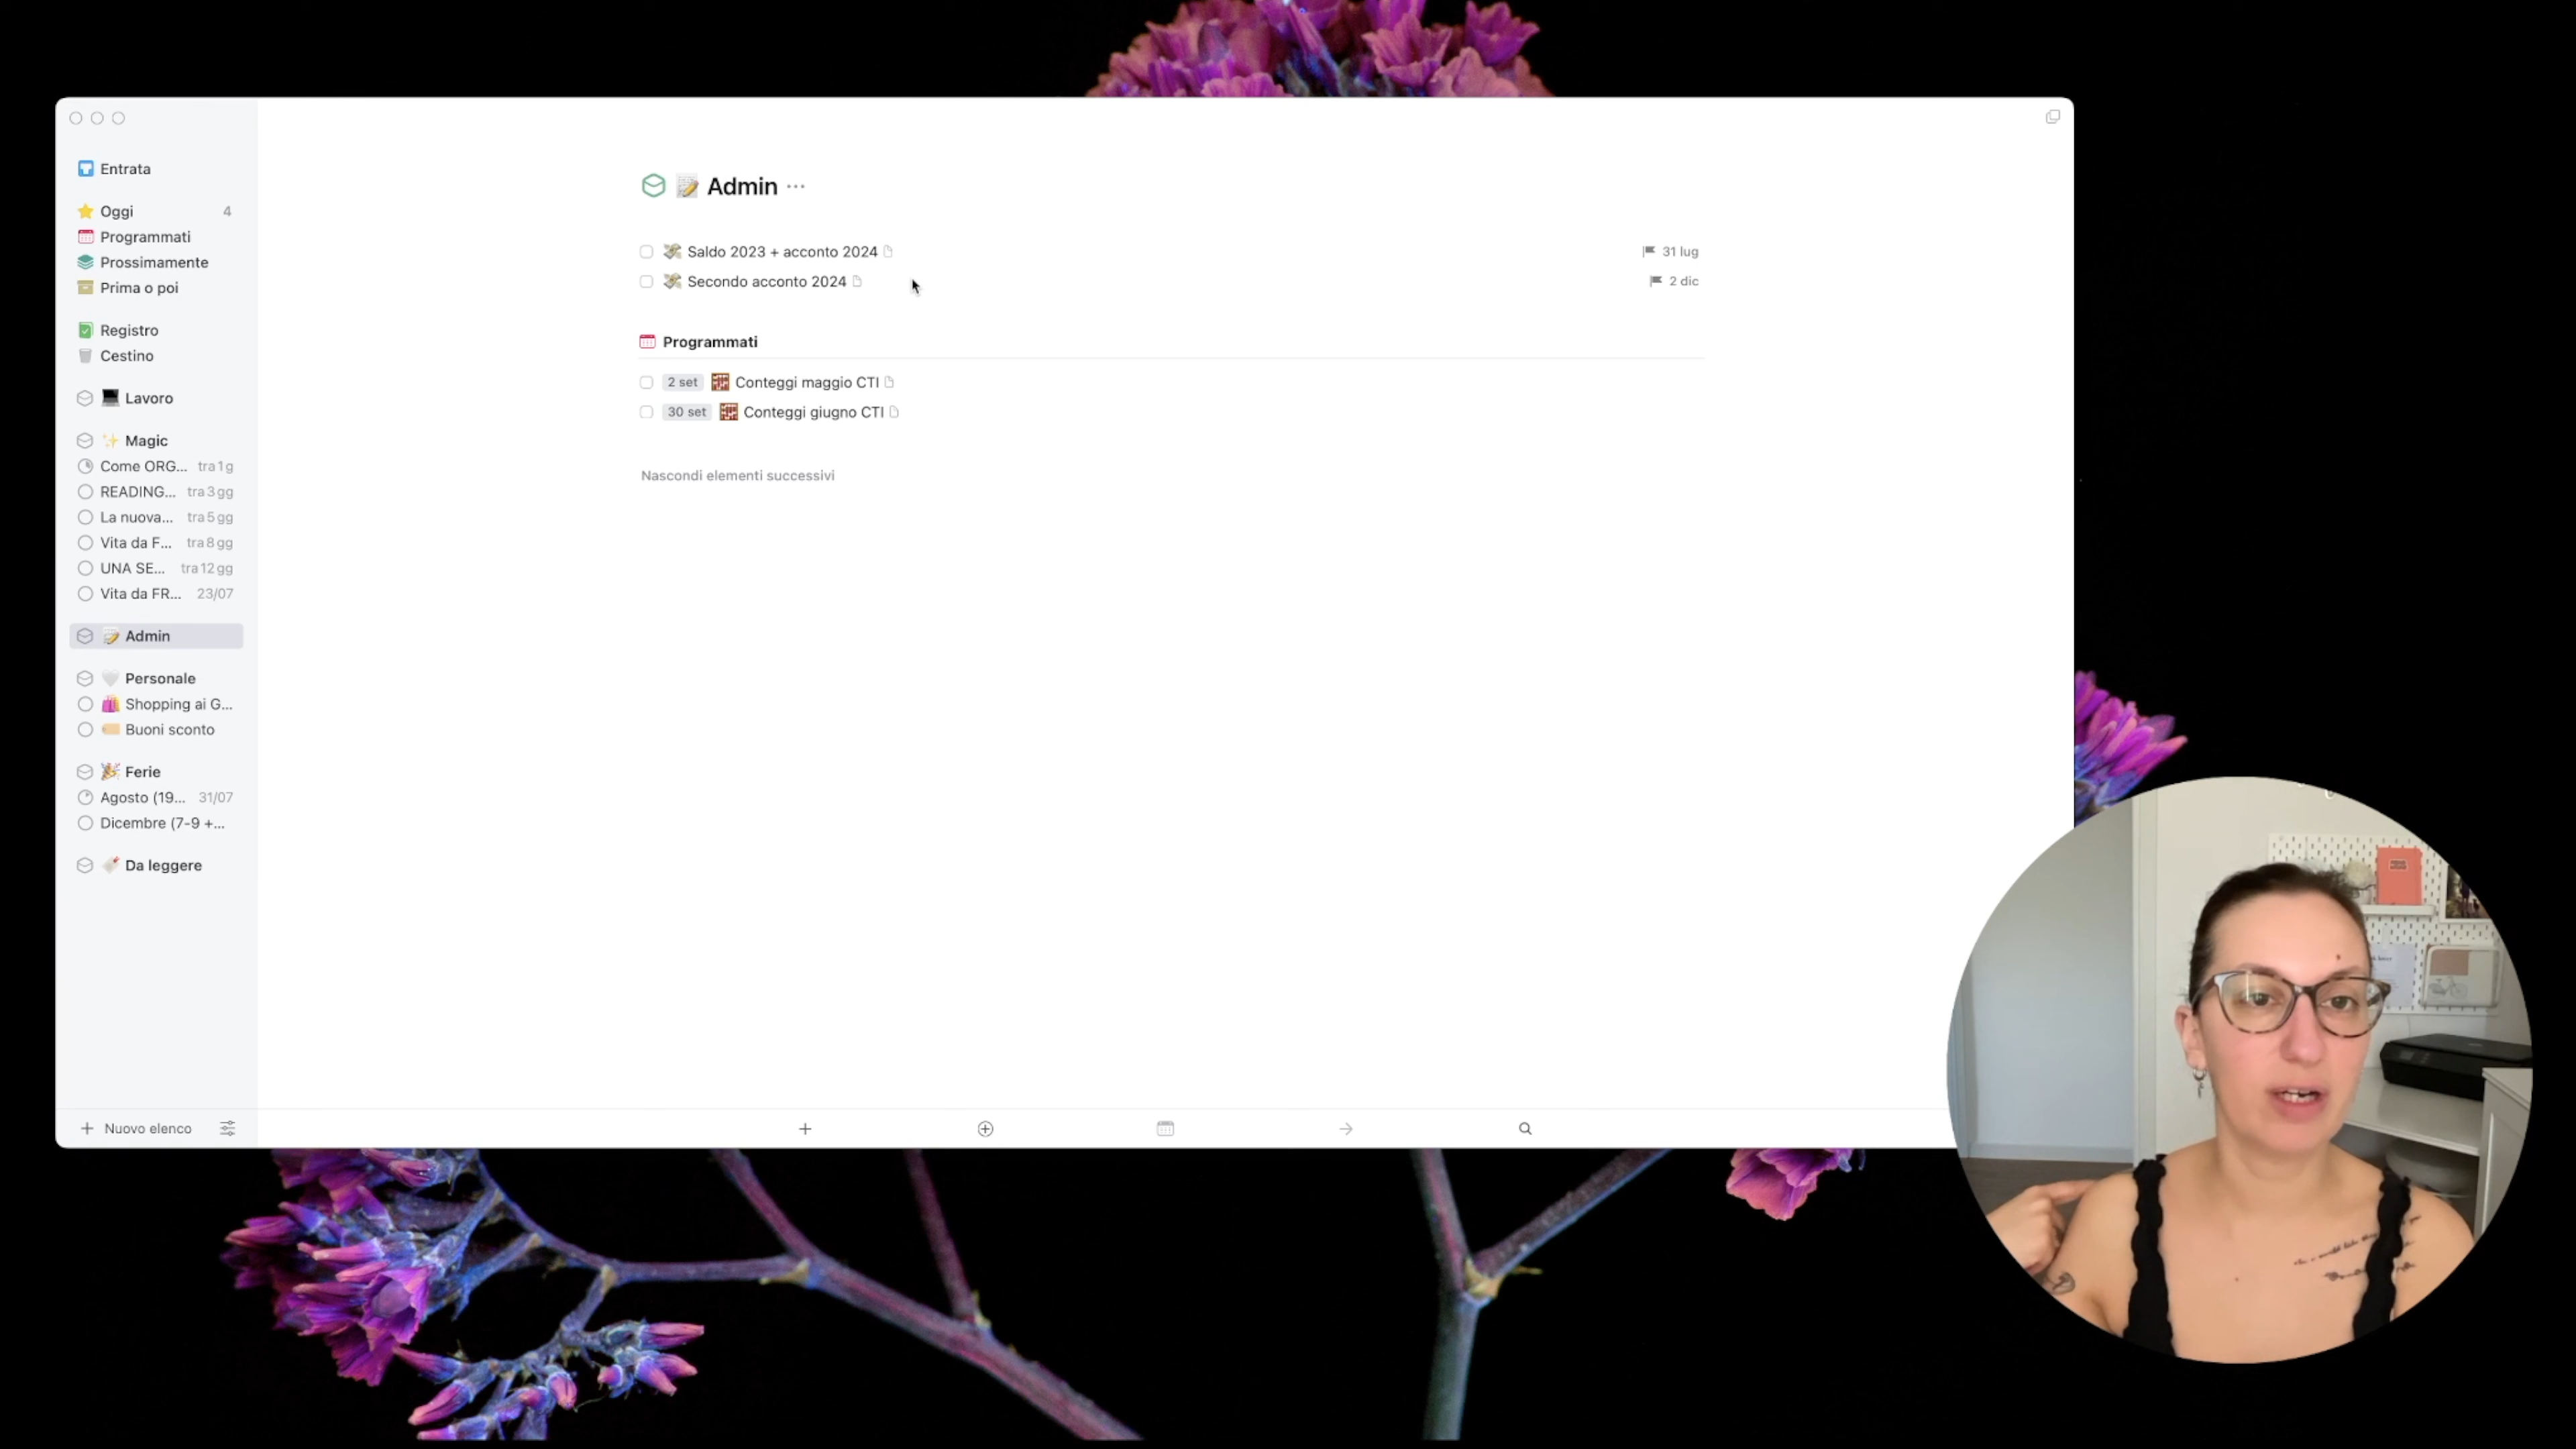 Entrata
Oggi 4
Programmati
Prossimamente
Prima o poi
Registro
Cestino
Lavoro
Magic
Come ORG... tra 1 g
READING... tra 3 gg
La nuova... tra 5 gg
Vita da F... tra 8 gg
UNA SE... tra 12 gg
Vita da FR... 23/07
Admin
Personale
Shopping ai G...
Buoni sconto
Ferie
Agosto (19... 31/07
Dicembre (7-9 +...
Da leggere
Nuovo elenco
Admin
Saldo 2023 + acconto 2024 31 lug
Secondo acconto 2024 2 dic
Programmati
2 set Conteggi maggio CTI
30 set Conteggi giugno CTI
Nascondi elementi successivi